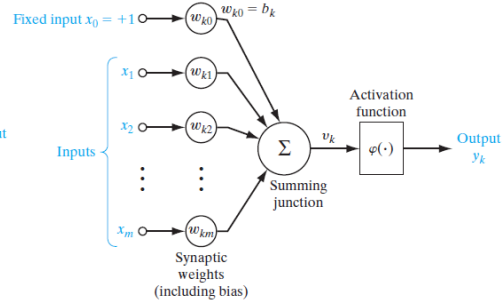 Fixed input x₀ = +1
wₖ₀
wₖ₀ = bₖ
x₁
wₖ₁
Activation
function
x₂
wₖ₂
Inputs
Σ
vₖ
φ(·)
Output
yₖ
Summing
junction
xₘ
wₖₘ
Synaptic
weights
(including bias)